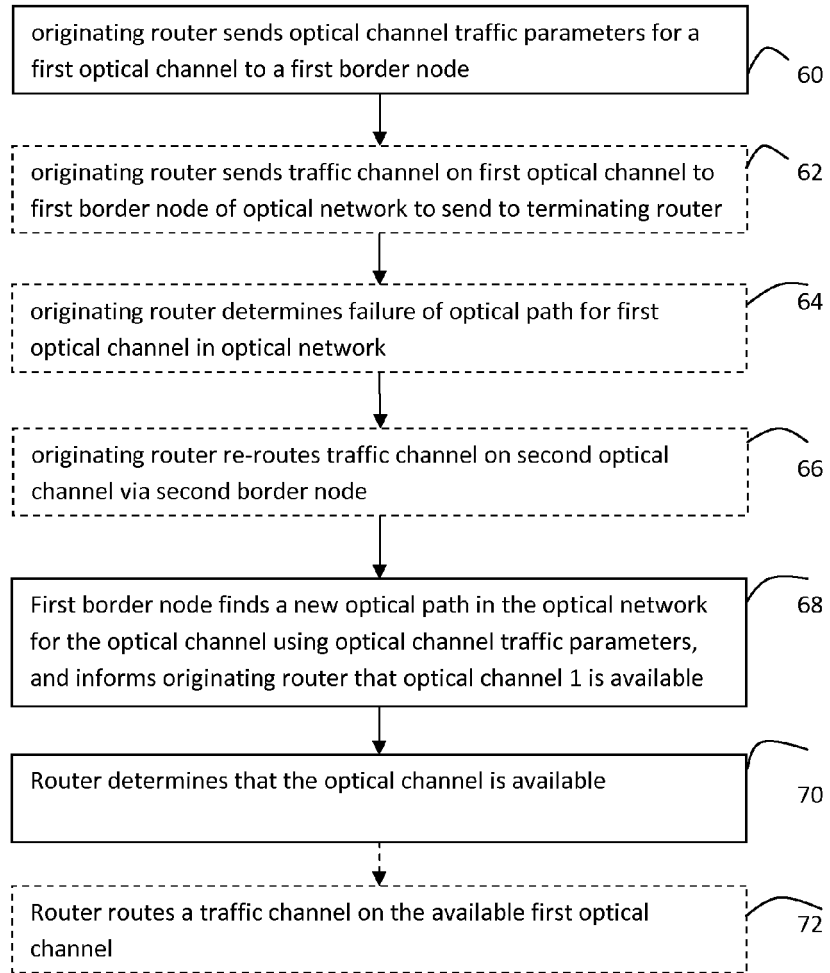 originating router sends optical channel traffic parameters for a
first optical channel to a first border node
60
originating router sends traffic channel on first optical channel to
first border node of optical network to send to terminating router
62
originating router determines failure of optical path for first
optical channel in optical network
64
originating router re-routes traffic channel on second optical
channel via second border node
66
First border node finds a new optical path in the optical network
for the optical channel using optical channel traffic parameters,
and informs originating router that optical channel 1 is available
68
Router determines that the optical channel is available
70
Router routes a traffic channel on the available first optical
channel
72